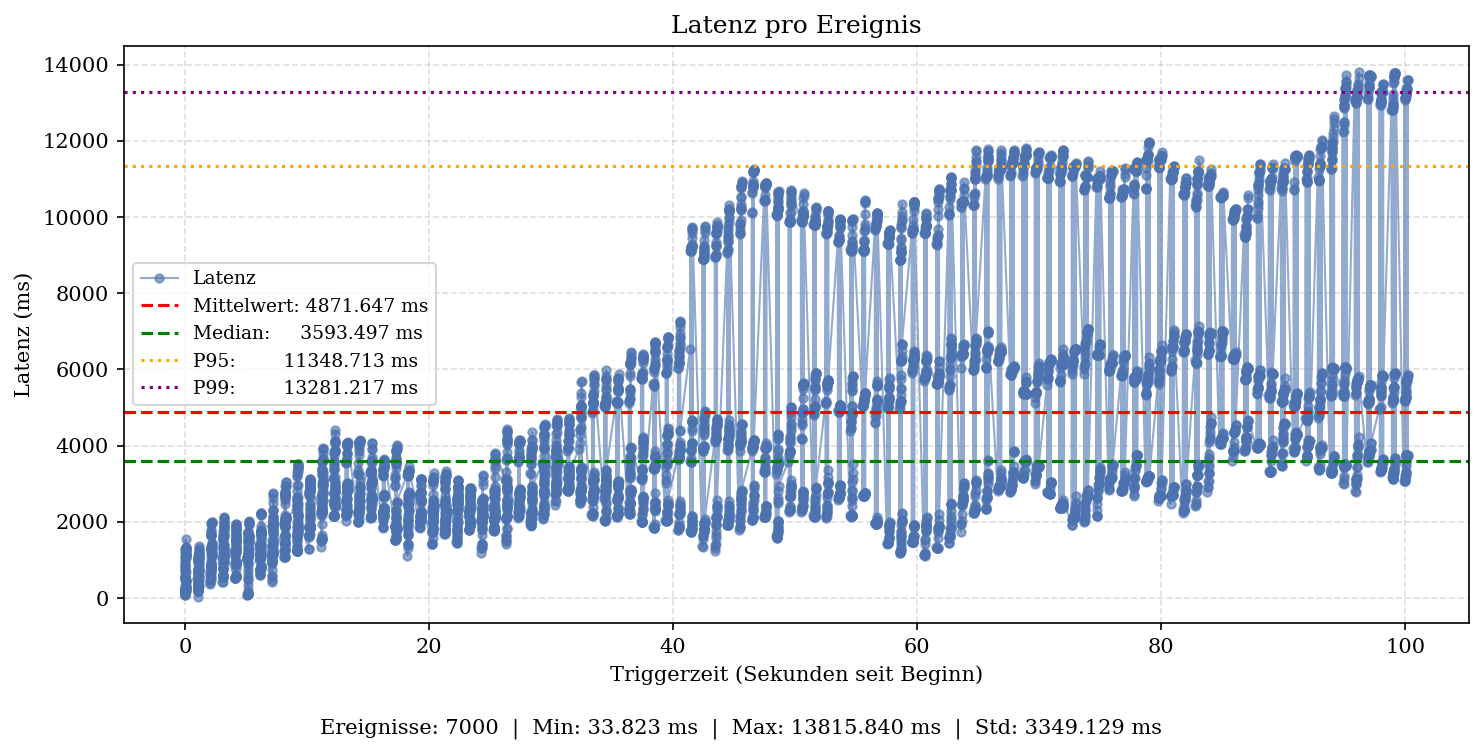 Latenz pro Ereignis
Latenz (ms)
14000
12000
10000
8000
6000
4000
2000
0
Latenz
Mittelwert: 4871.647 ms
Median: 3593.497 ms
P95: 11348.713 ms
P99: 13281.217 ms
0 20 40 60 80 100
Triggerzeit (Sekunden seit Beginn)
Ereignisse: 7000 | Min: 33.823 ms | Max: 13815.840 ms | Std: 3349.129 ms